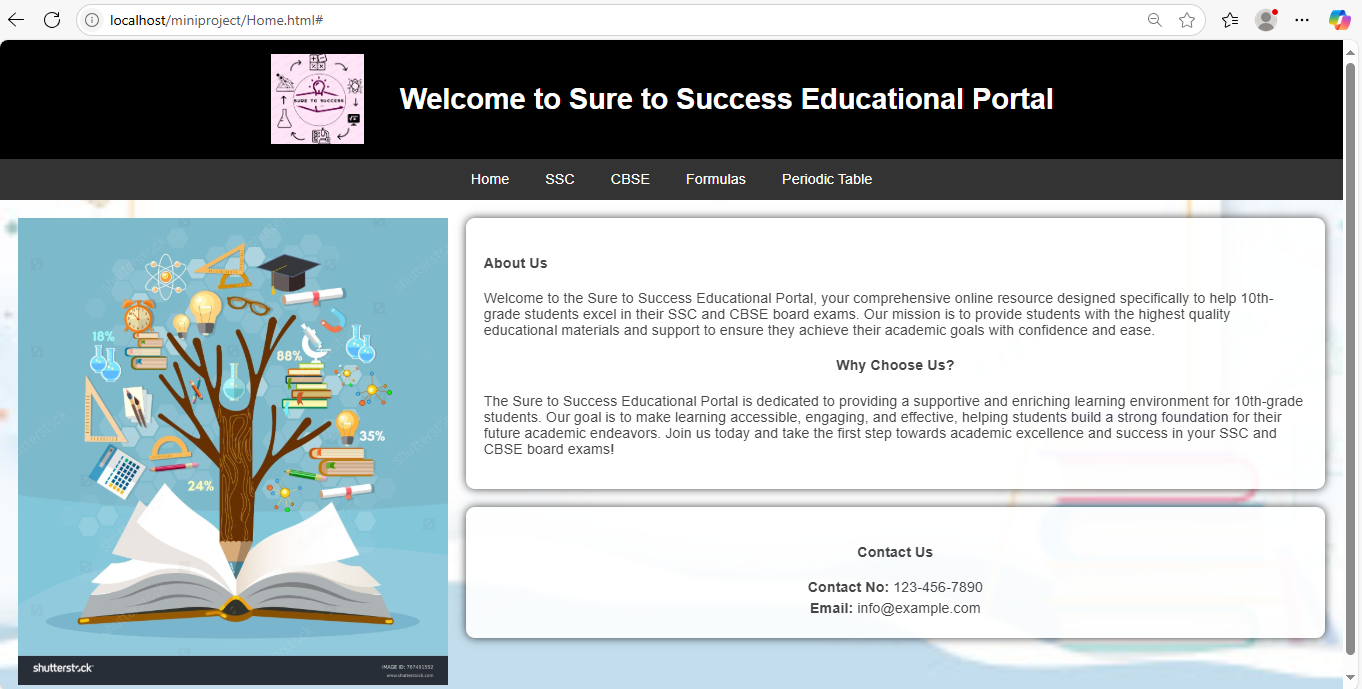 localhost/miniproject/Home.html#
SURE TO SUCCESS
Welcome to Sure to Success Educational Portal
Home SSC CBSE Formulas Periodic Table
18%
88%
35%
24%
shutterstock
IMAGE ID: 767491552
www.shutterstock.com
About Us
Welcome to the Sure to Success Educational Portal, your comprehensive online resource designed specifically to help 10th-
grade students excel in their SSC and CBSE board exams. Our mission is to provide students with the highest quality
educational materials and support to ensure they achieve their academic goals with confidence and ease.
Why Choose Us?
The Sure to Success Educational Portal is dedicated to providing a supportive and enriching learning environment for 10th-grade
students. Our goal is to make learning accessible, engaging, and effective, helping students build a strong foundation for their
future academic endeavors. Join us today and take the first step towards academic excellence and success in your SSC and
CBSE board exams!
Contact Us
Contact No: 123-456-7890
Email: info@example.com